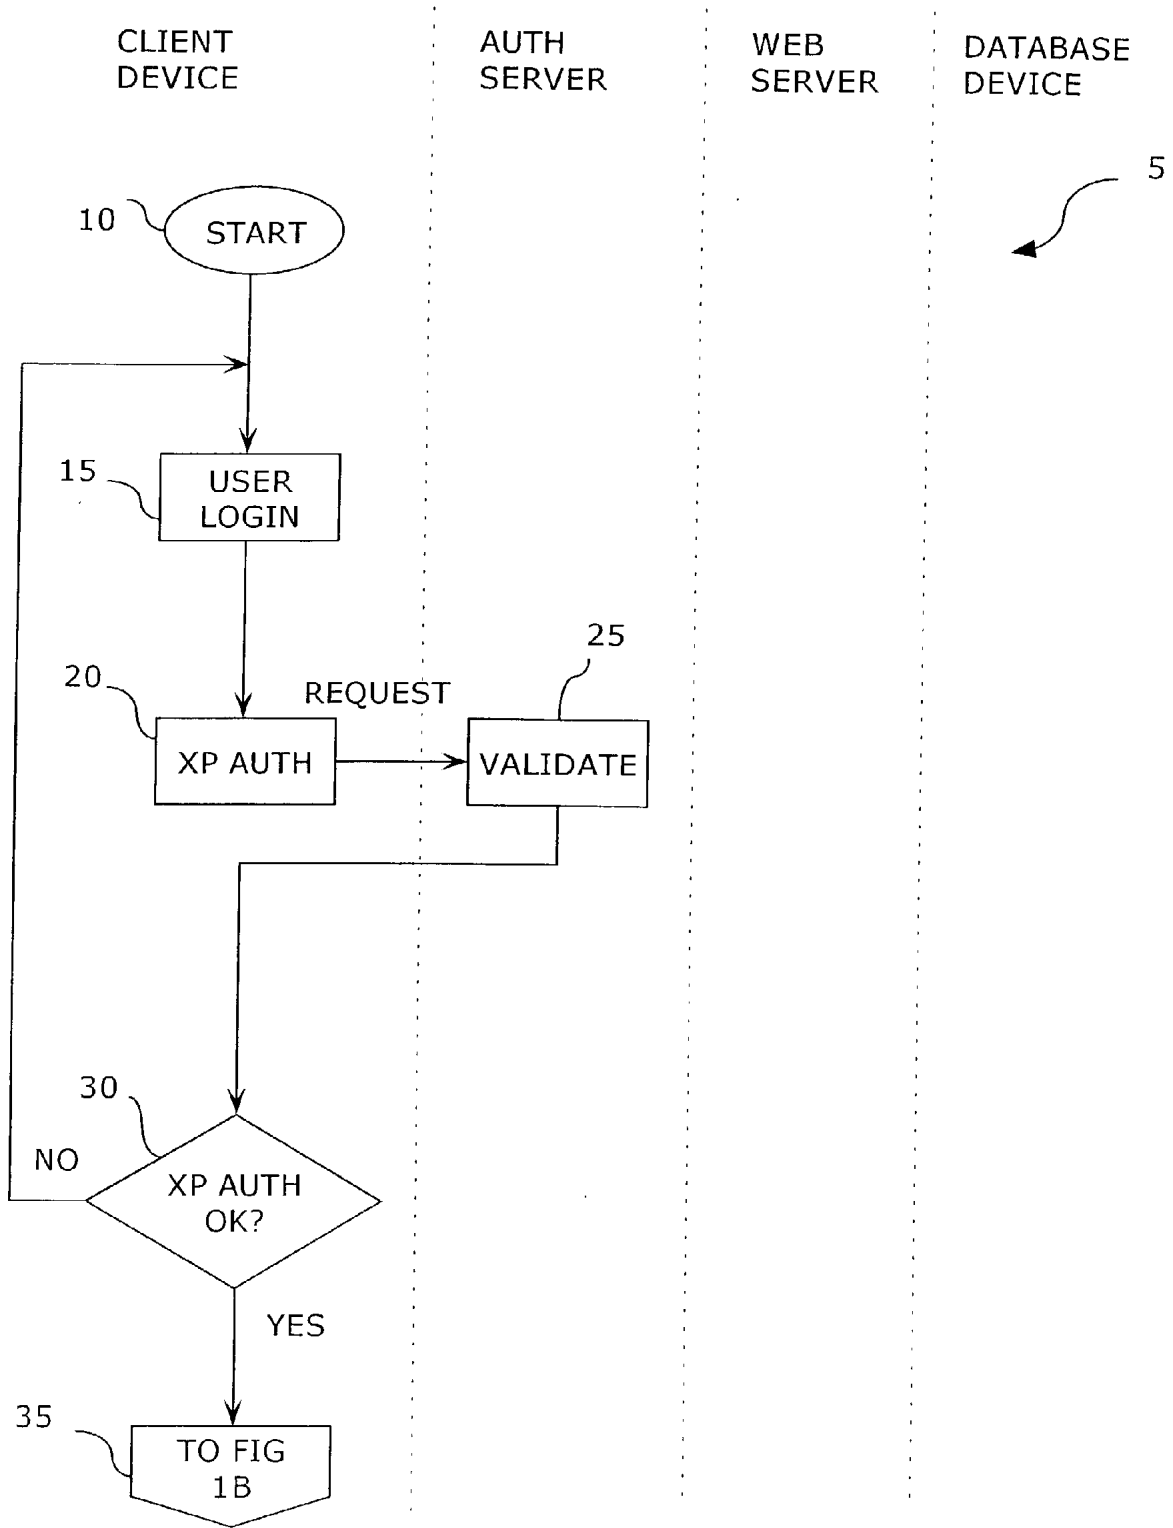 CLIENT
DEVICE
AUTH
SERVER
WEB
SERVER
DATABASE
DEVICE
5
10
START
15
USER
LOGIN
25
20
REQUEST
XP AUTH
VALIDATE
30
NO
XP AUTH
OK?
YES
35
TO FIG
1B